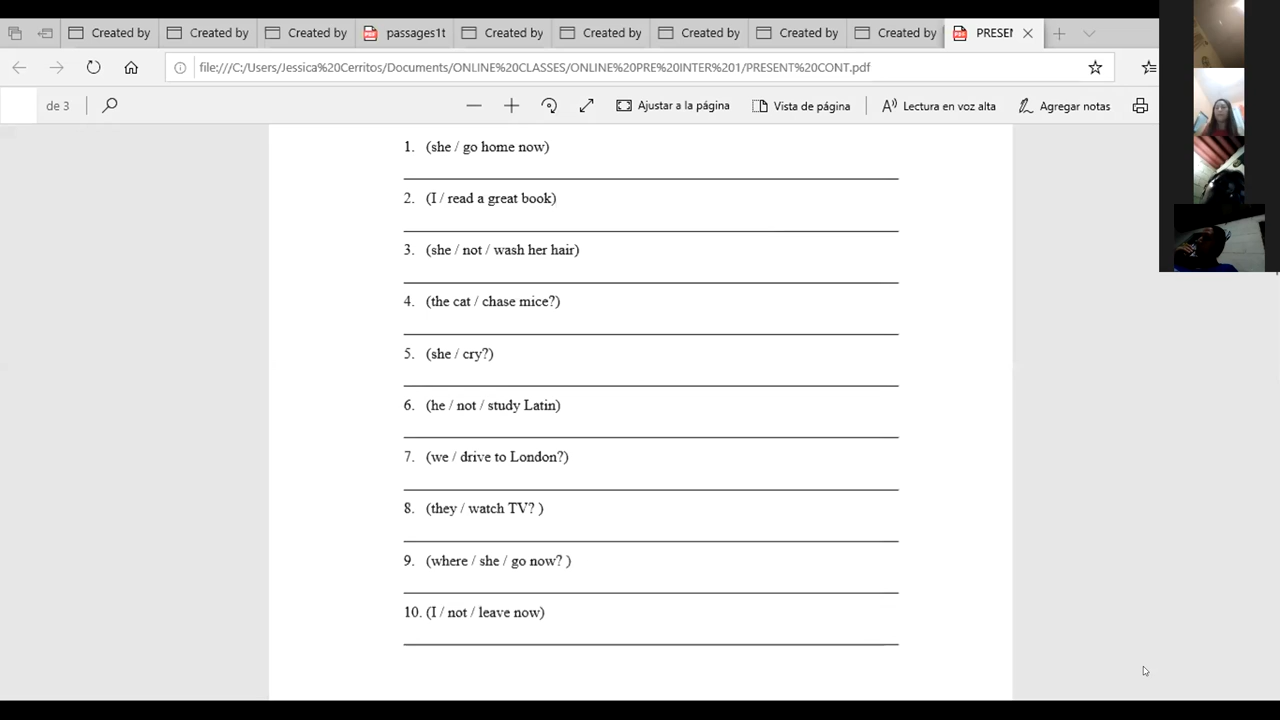 Created by
Created by
Created by
passages1t
Created by
Created by
Created by
Created by
Created by
PRESEN
file:///C:/Users/Jessica%20Cerritos/Documents/ONLINE%20CLASSES/ONLINE%20PRE%20INTER%201/PRESENT%20CONT.pdf
de 3
Ajustar a la página
Vista de página
Lectura en voz alta
Agregar notas
1. (she / go home now)
2. (I / read a great book)
3. (she / not / wash her hair)
4. (the cat / chase mice?)
5. (she / cry?)
6. (he / not / study Latin)
7. (we / drive to London?)
8. (they / watch TV? )
9. (where / she / go now? )
10. (I / not / leave now)